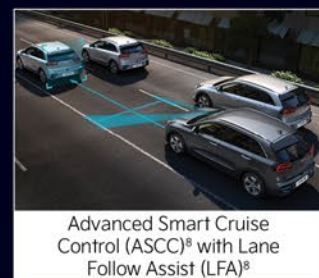 Advanced Smart Cruise
Control (ASCC)⁸ with Lane
Follow Assist (LFA)⁸